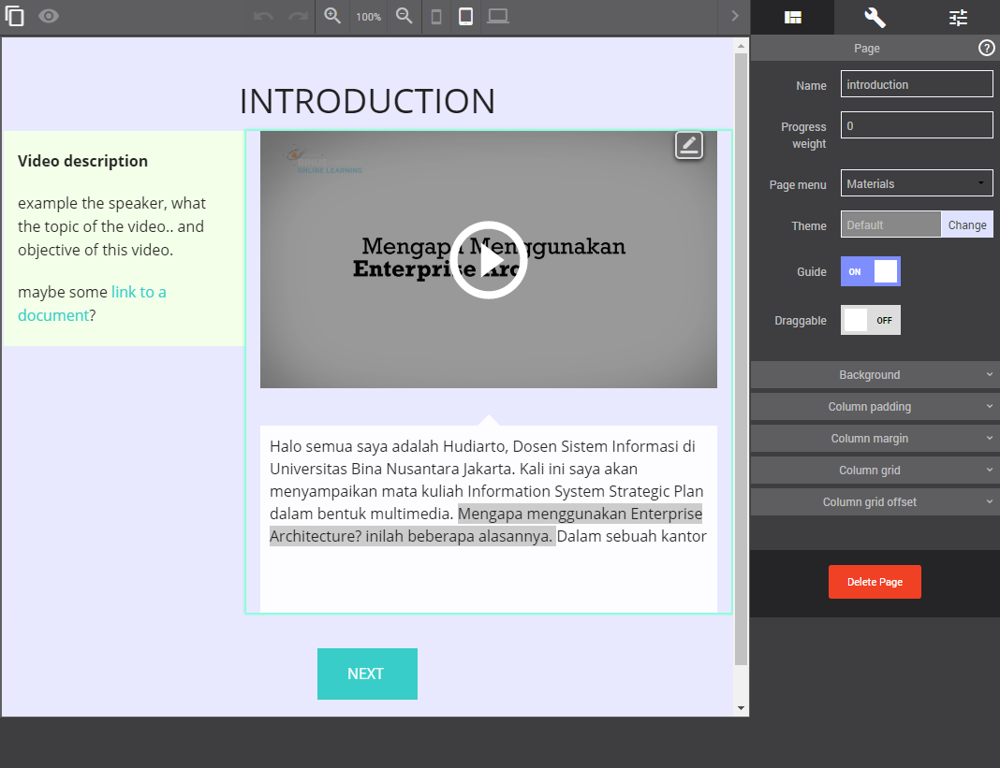 100%
INTRODUCTION
Video description
example the speaker, what
the topic of the video.. and
objective of this video.
maybe some link to a
document?
ONLINE LEARNING
Mengapa Menggunakan
Enterprise
Halo semua saya adalah Hudiarto, Dosen Sistem Informasi di
Universitas Bina Nusantara Jakarta. Kali ini saya akan
menyampaikan mata kuliah Information System Strategic Plan
dalam bentuk multimedia. Mengapa menggunakan Enterprise
Architecture? inilah beberapa alasannya. Dalam sebuah kantor
NEXT
Page
?
Name
introduction
Progress
weight
0
Page menu
Materials
Theme
Default
Change
Guide
ON
Draggable
OFF
Background
Column padding
Column margin
Column grid
Column grid offset
Delete Page